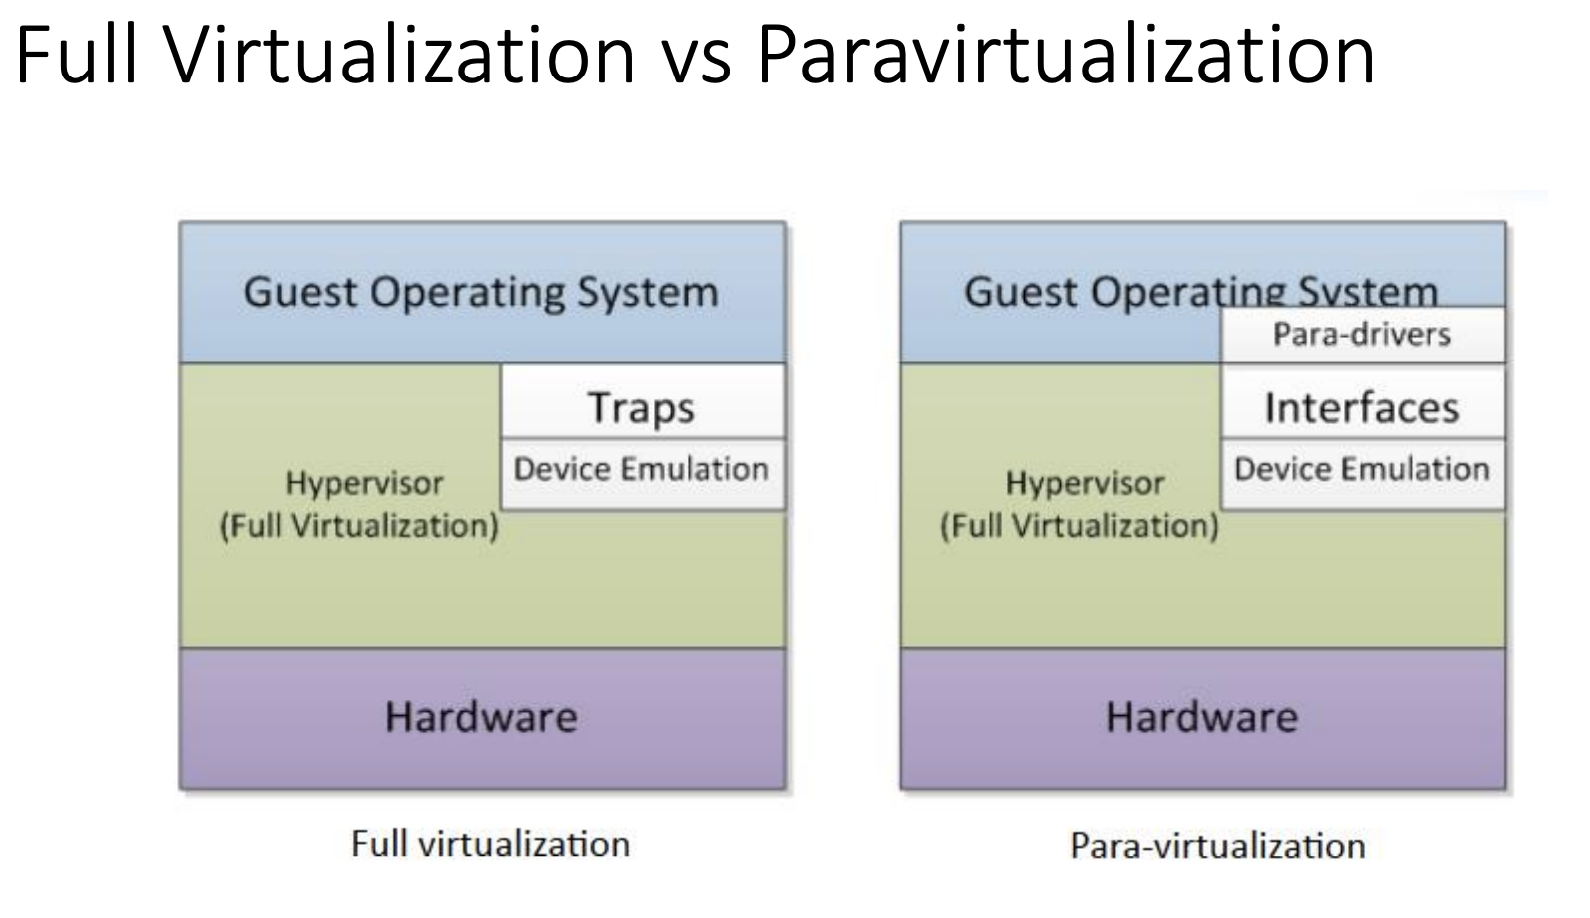 Full Virtualization vs Paravirtualization
Guest Operating System
Traps
Device Emulation
Hypervisor
(Full Virtualization)
Hardware
Full virtualization
Guest Operating System
Para-drivers
Interfaces
Device Emulation
Hypervisor
(Full Virtualization)
Hardware
Para-virtualization